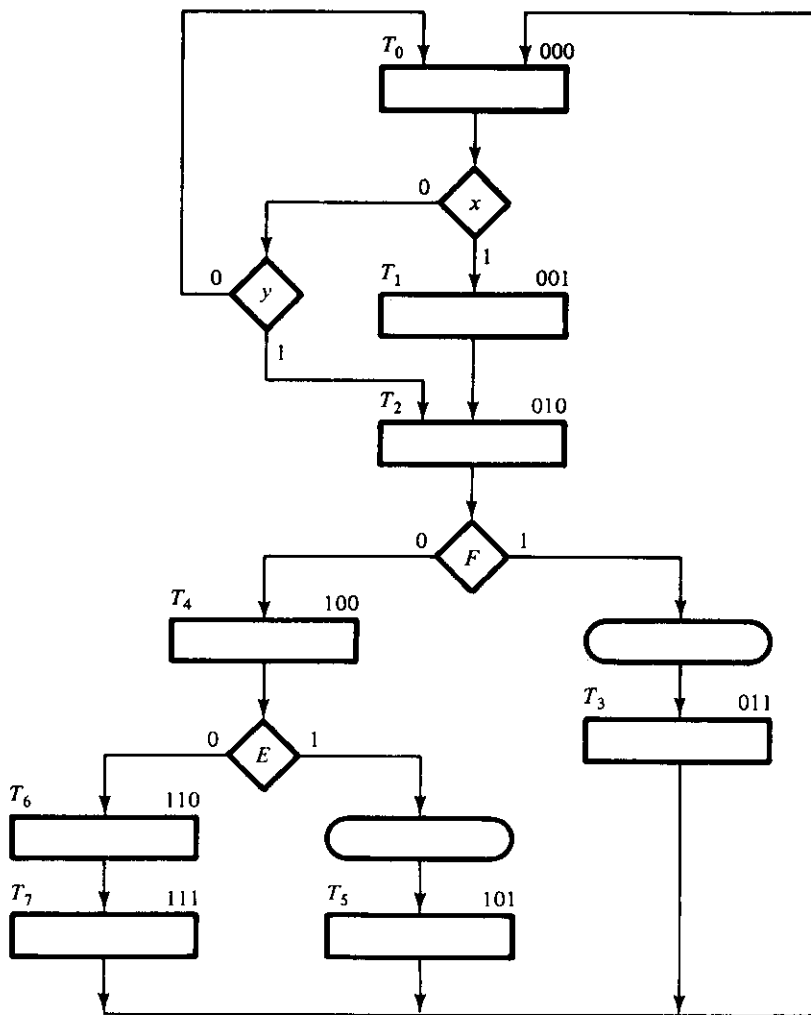 T₀ 000
0 x
1
0 y
T₁ 001
1
T₂ 010
0 F 1
T₄ 100
T₃ 011
0 E 1
T₆ 110
T₇ 111
T₅ 101